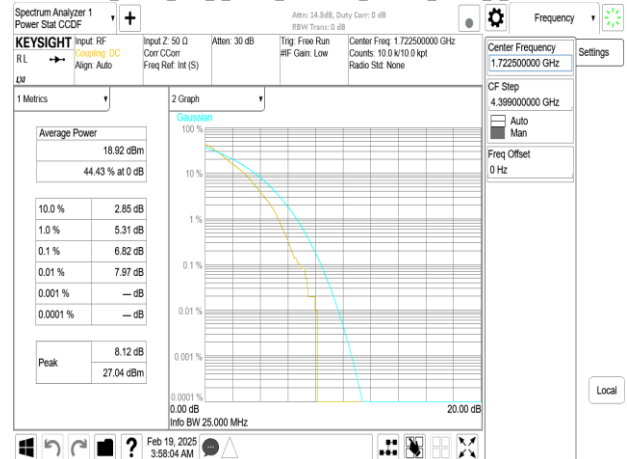 Spectrum Analyzer 1
Power Stat CCDF
Attn: 14.0dB, Duty Corr: 0 dB
RBW Trans: 0 dB
Frequency
KEYSIGHT
RL
LXI
Input: RF
Coupling: DC
Align: Auto
Input Z: 50 Ω
Corr CCorr
Freq Ref: Int (S)
Atten: 30 dB
Trig: Free Run
#IF Gain: Low
Center Freq: 1.722500000 GHz
Counts: 10.0 k/10.0 kpt
Radio Std: None
Center Frequency
1.722500000 GHz
Settings
CF Step
4.399000000 GHz
Auto
Man
Freq Offset
0 Hz
1 Metrics
Average Power
18.92 dBm
44.43 % at 0 dB
10.0 % 2.85 dB
1.0 % 5.31 dB
0.1 % 6.82 dB
0.01 % 7.97 dB
0.001 % --- dB
0.0001 % --- dB
Peak
8.12 dB
27.04 dBm
2 Graph
Gaussian
100 %
10 %
1 %
0.1 %
0.01 %
0.001 %
0.0001 %
0.00 dB 20.00 dB
Info BW 25.000 MHz
Local
?
Feb 19, 2025
3:58:04 AM